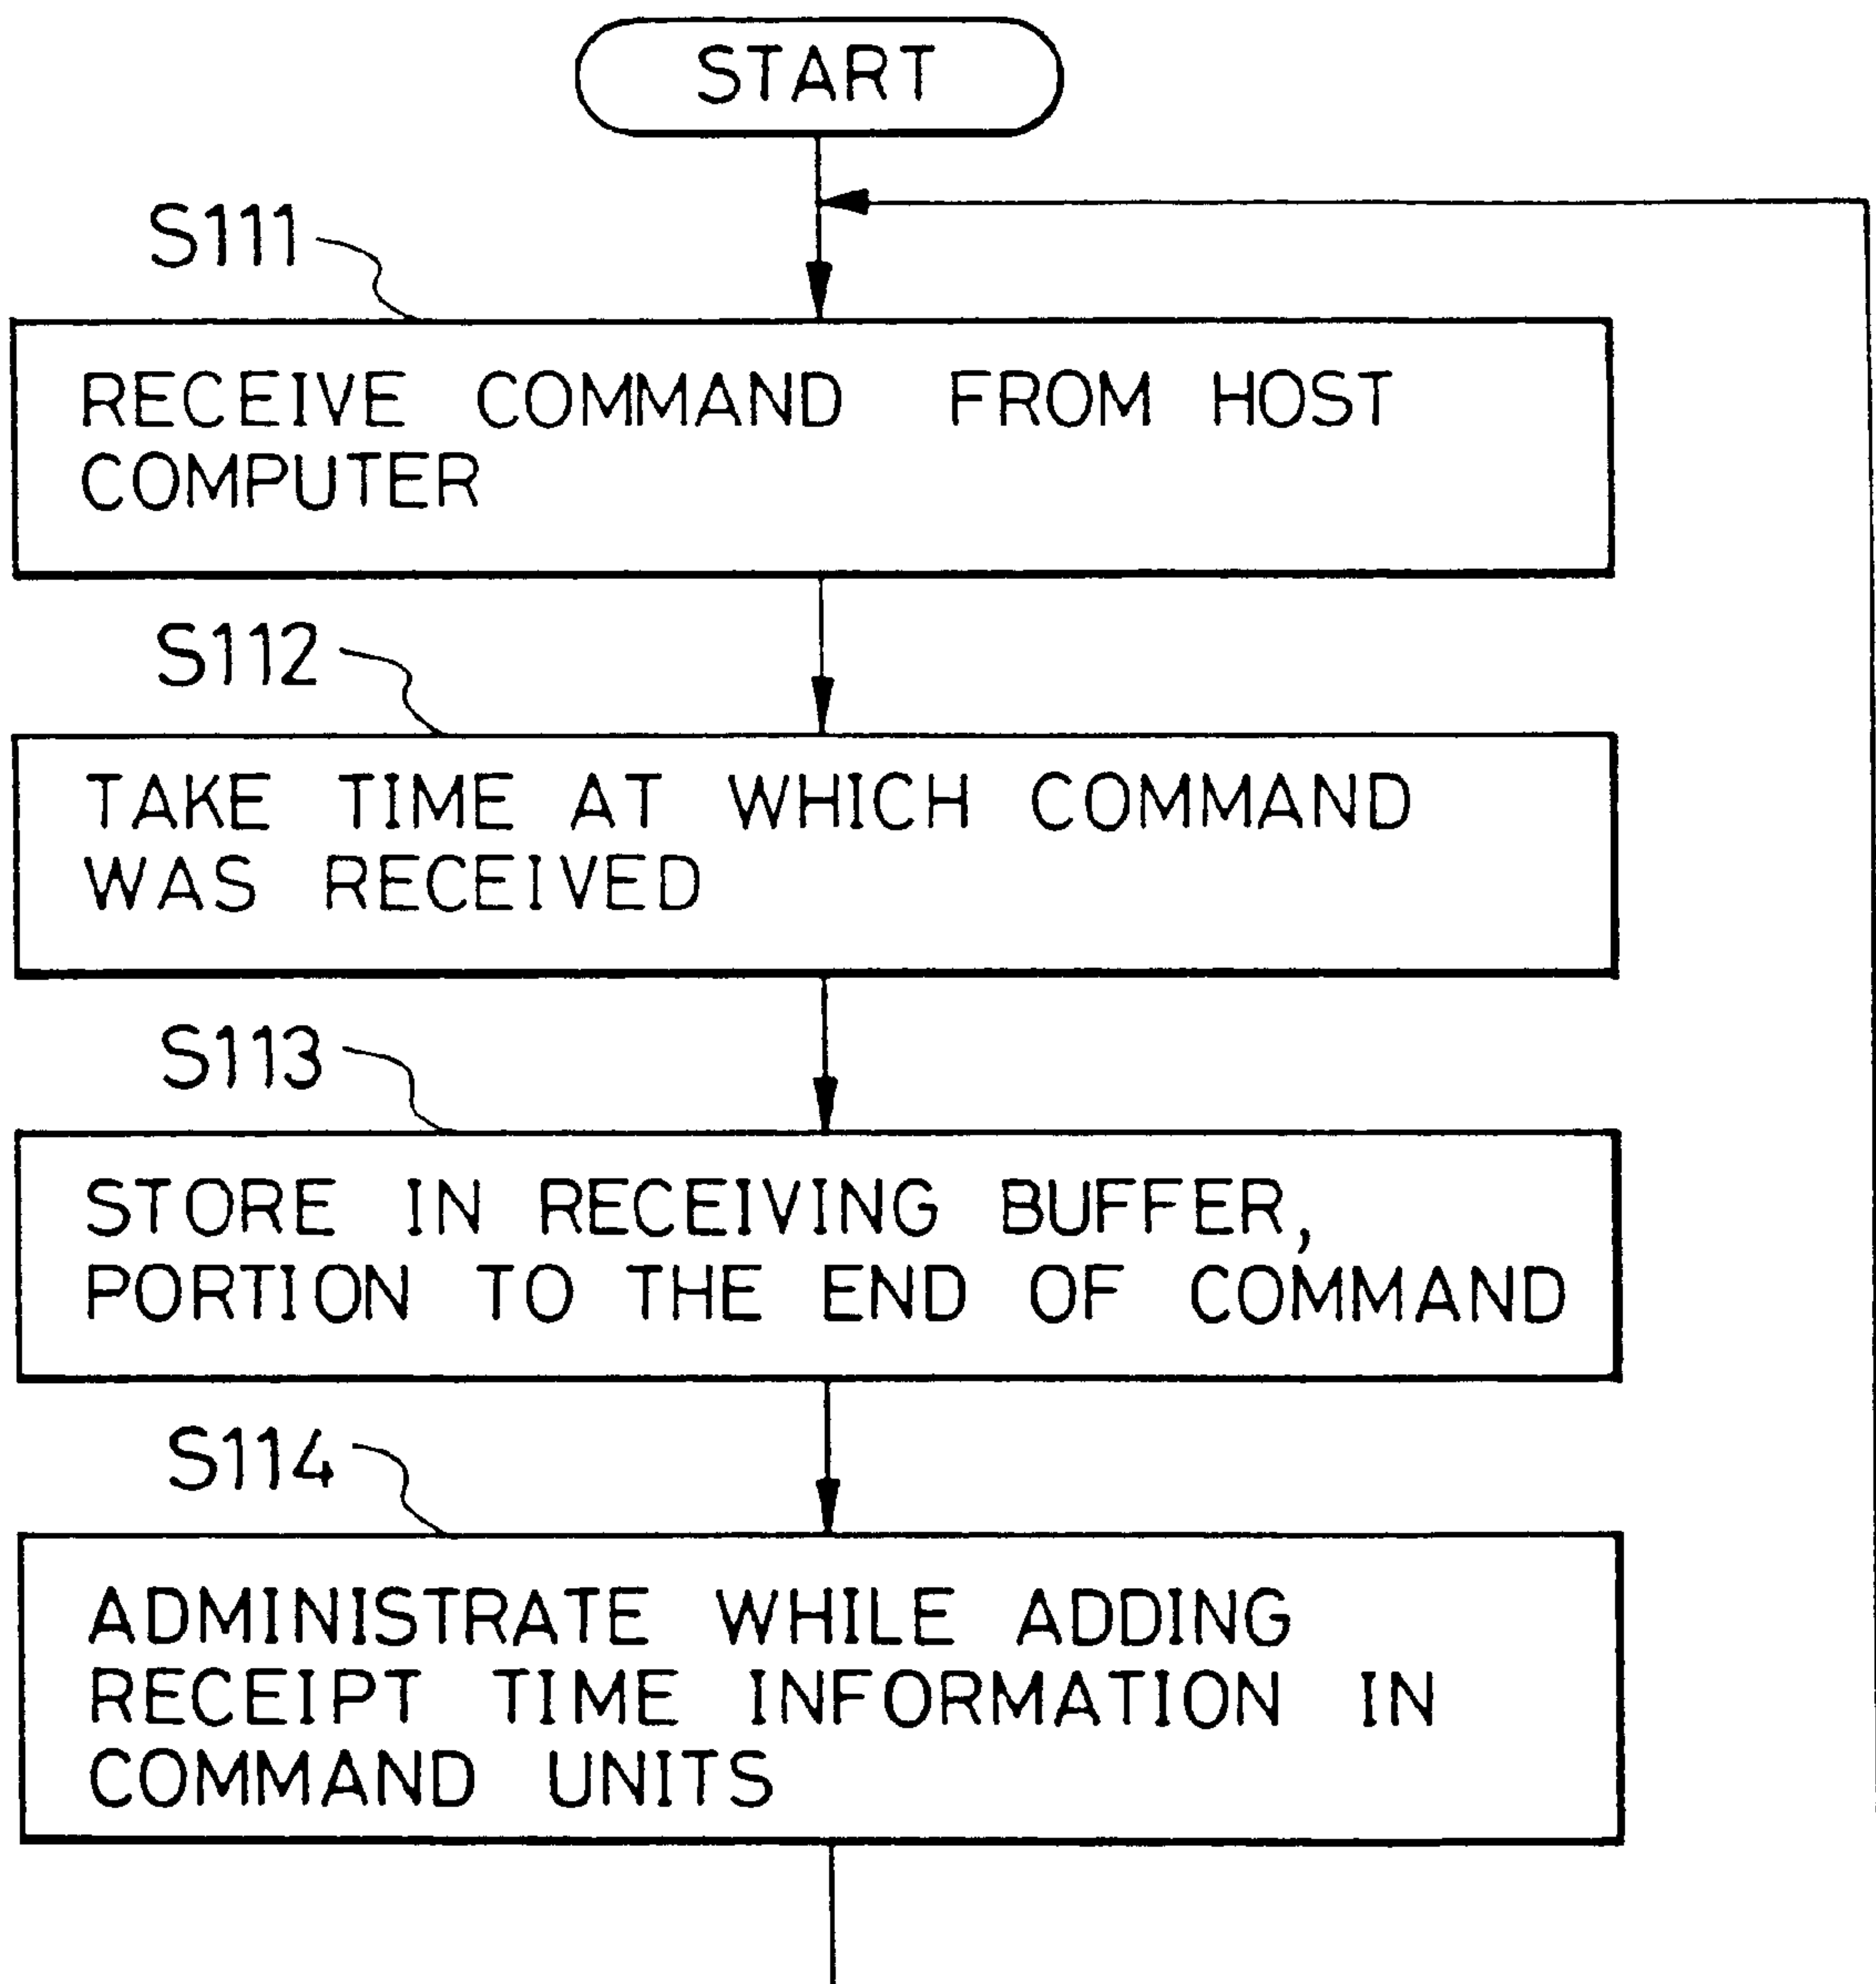 START
S111
RECEIVE COMMAND FROM HOST
COMPUTER
S112
TAKE TIME AT WHICH COMMAND
WAS RECEIVED
S113
STORE IN RECEIVING BUFFER,
PORTION TO THE END OF COMMAND
S114
ADMINISTRATE WHILE ADDING
RECEIPT TIME INFORMATION IN
COMMAND UNITS